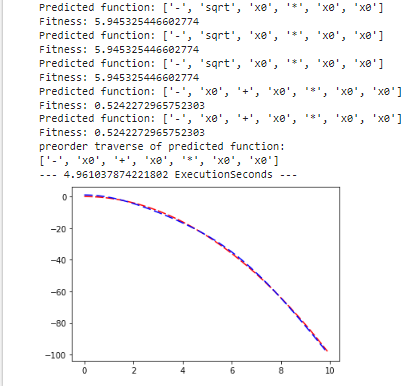 Predicted function: ['-', 'sqrt', 'x0', '*', 'x0', 'x0']
Fitness: 5.945325446602774
Predicted function: ['-', 'sqrt', 'x0', '*', 'x0', 'x0']
Fitness: 5.945325446602774
Predicted function: ['-', 'sqrt', 'x0', '*', 'x0', 'x0']
Fitness: 5.945325446602774
Predicted function: ['-', 'x0', '+', 'x0', '*', 'x0', 'x0']
Fitness: 0.5242272965752303
Predicted function: ['-', 'x0', '+', 'x0', '*', 'x0', 'x0']
Fitness: 0.5242272965752303
preorder traverse of predicted function:
['-', 'x0', '+', 'x0', '*', 'x0', 'x0']
--- 4.961037874221802 ExecutionSeconds ---
0
−20
−40
−60
−80
−100
0 2 4 6 8 10